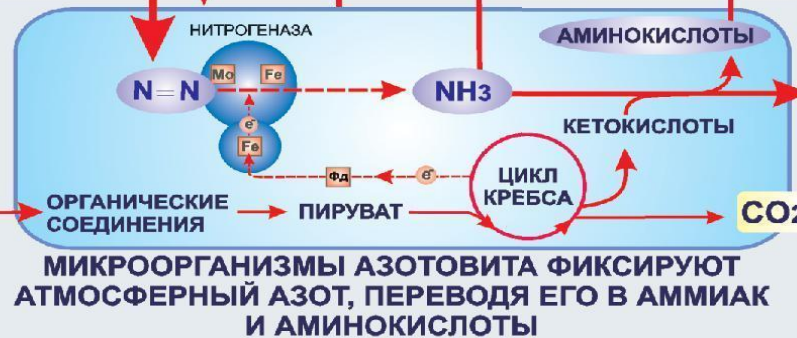 НИТРОГЕНАЗА
АМИНОКИСЛОТЫ
N=N
Mo
Fe
NH3
КЕТОКИСЛОТЫ
e-
Fe
Фд
e-
ЦИКЛ
КРЕБСА
ОРГАНИЧЕСКИЕ
СОЕДИНЕНИЯ
ПИРУВАТ
CO2
МИКРООРГАНИЗМЫ АЗОТОВИТА ФИКСИРУЮТ
АТМОСФЕРНЫЙ АЗОТ, ПЕРЕВОДЯ ЕГО В АММИАК
И АМИНОКИСЛОТЫ